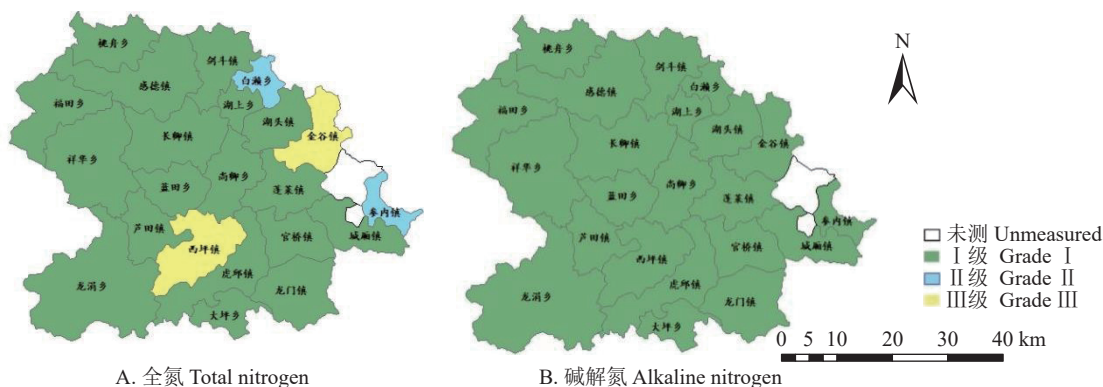 桃舟乡
剑斗镇
白濑乡
感德镇
福田乡
湖上乡
湖头镇
金谷镇
长卿镇
祥华乡
尚卿乡
蓝田乡
蓬莱镇
参内镇
芦田镇
官桥镇
城厢镇
西坪镇
虎邱镇
龙涓乡
龙门镇
大坪乡
A. 全氮 Total nitrogen
桃舟乡
剑斗镇
白濑乡
感德镇
福田乡
湖上乡
湖头镇
金谷镇
长卿镇
祥华乡
尚卿乡
蓝田乡
蓬莱镇
参内镇
芦田镇
官桥镇
城厢镇
西坪镇
虎邱镇
龙涓乡
龙门镇
大坪乡
B. 碱解氮 Alkaline nitrogen
N
未测 Unmeasured
Ⅰ级 Grade Ⅰ
Ⅱ级 Grade Ⅱ
Ⅲ级 Grade Ⅲ
0 5 10 20 30 40 km